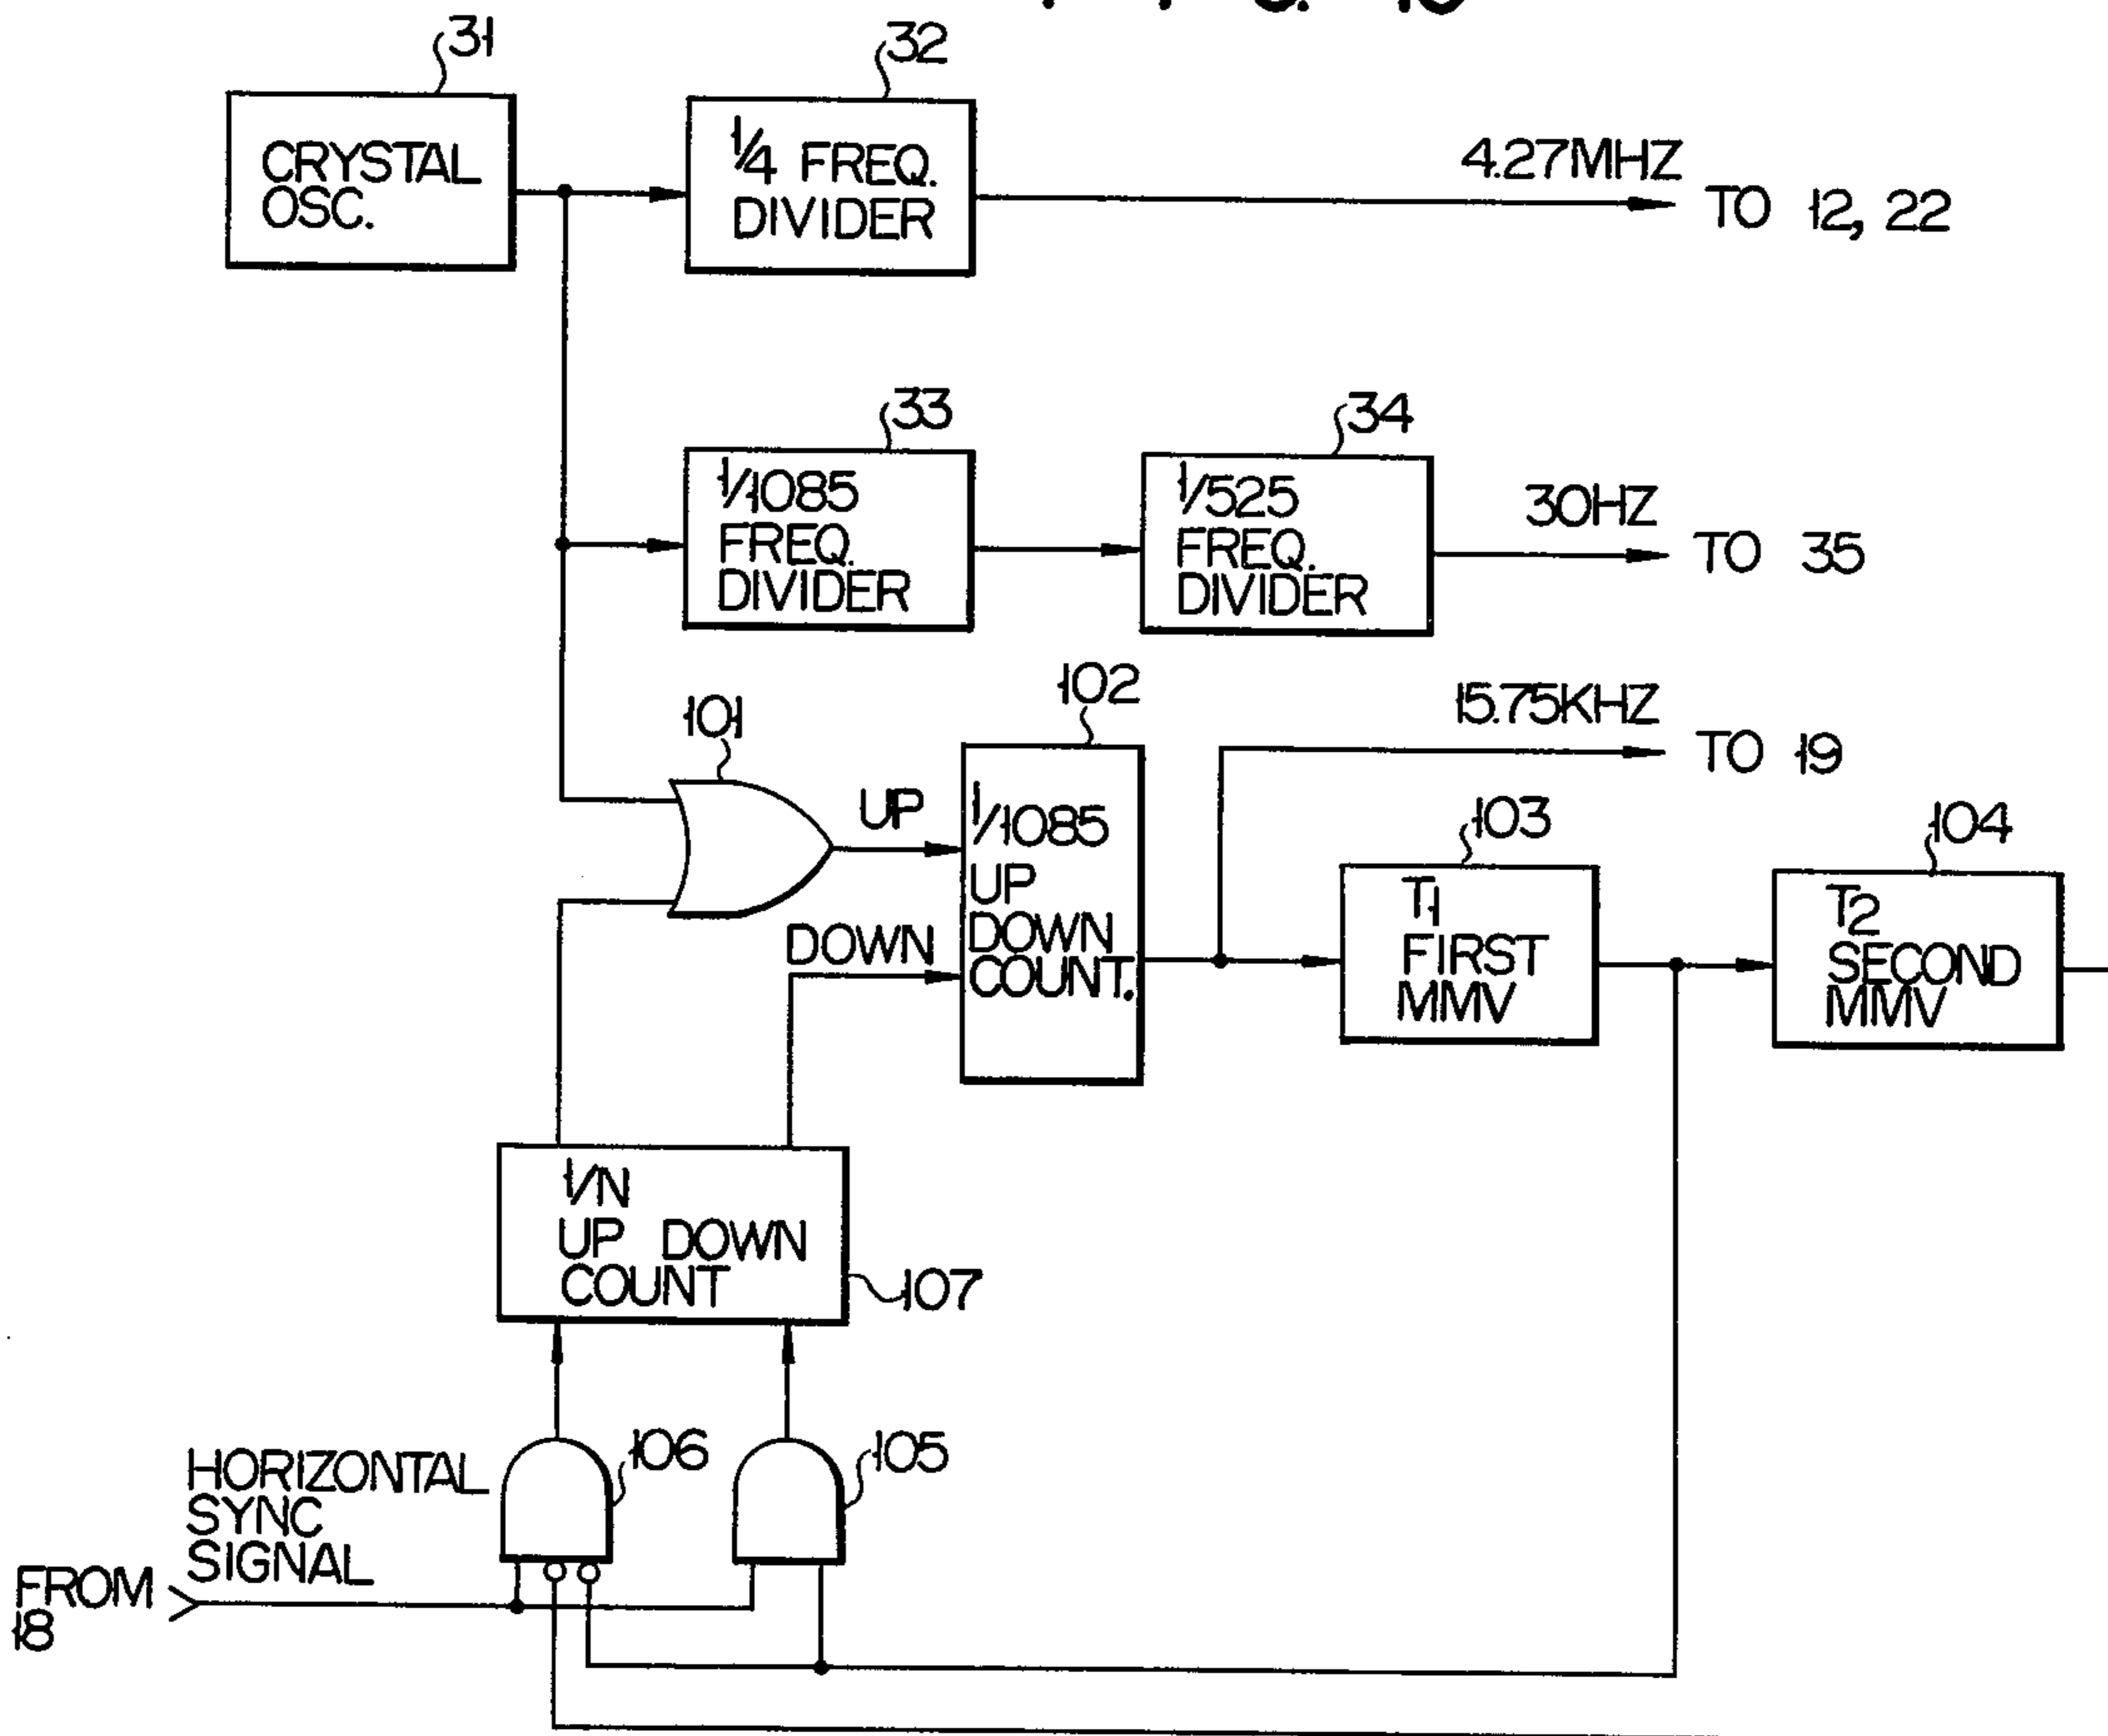 31
32
CRYSTAL
OSC.
1/4 FREQ.
DIVIDER
4.27MHZ
TO 12, 22
33
34
1/1085
FREQ.
DIVIDER
1/525
FREQ.
DIVIDER
30HZ
TO 35
101
102
15.75KHZ
TO 19
UP
1/1085
UP
DOWN
COUNT.
DOWN
103
T1
FIRST
MMV
104
T2
SECOND
MMV
1/N
UP DOWN
COUNT
107
106
105
HORIZONTAL
SYNC
SIGNAL
FROM
18